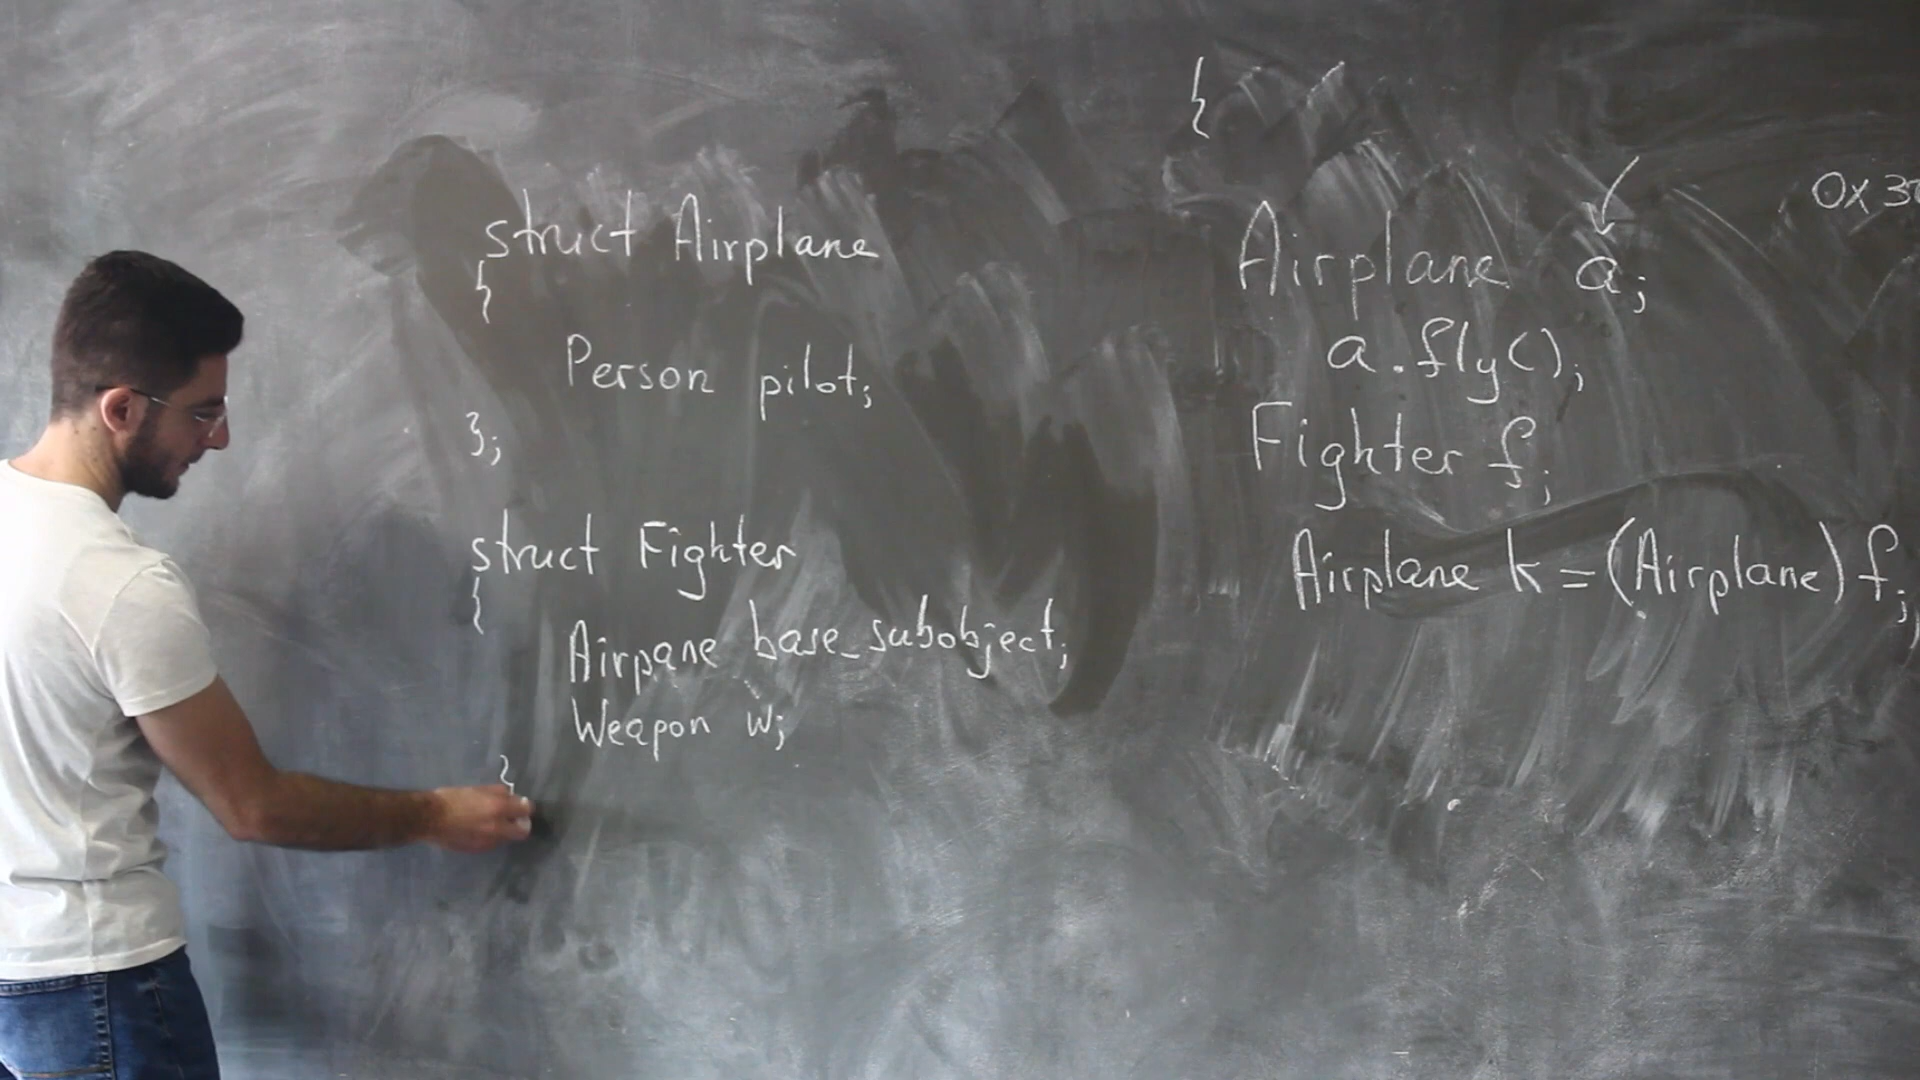 struct Airplane
{
Person pilot;
};
struct Fighter
{
Airpane base_subobject;
Weapon w;
}
{
Airplane a;
a.fly();
Fighter f;
Airplane k = (Airplane) f;